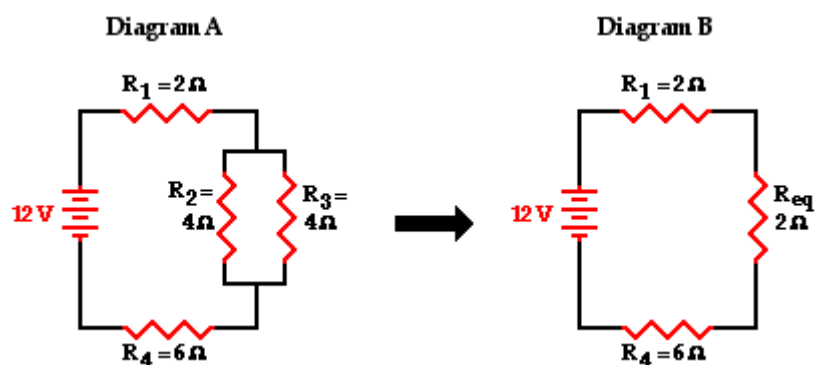 Diagram A
R1 = 2 Ω
12 V
R2 =
4 Ω
R3 =
4 Ω
R4 = 6 Ω
Diagram B
R1 = 2 Ω
12 V
Req
2 Ω
R4 = 6 Ω